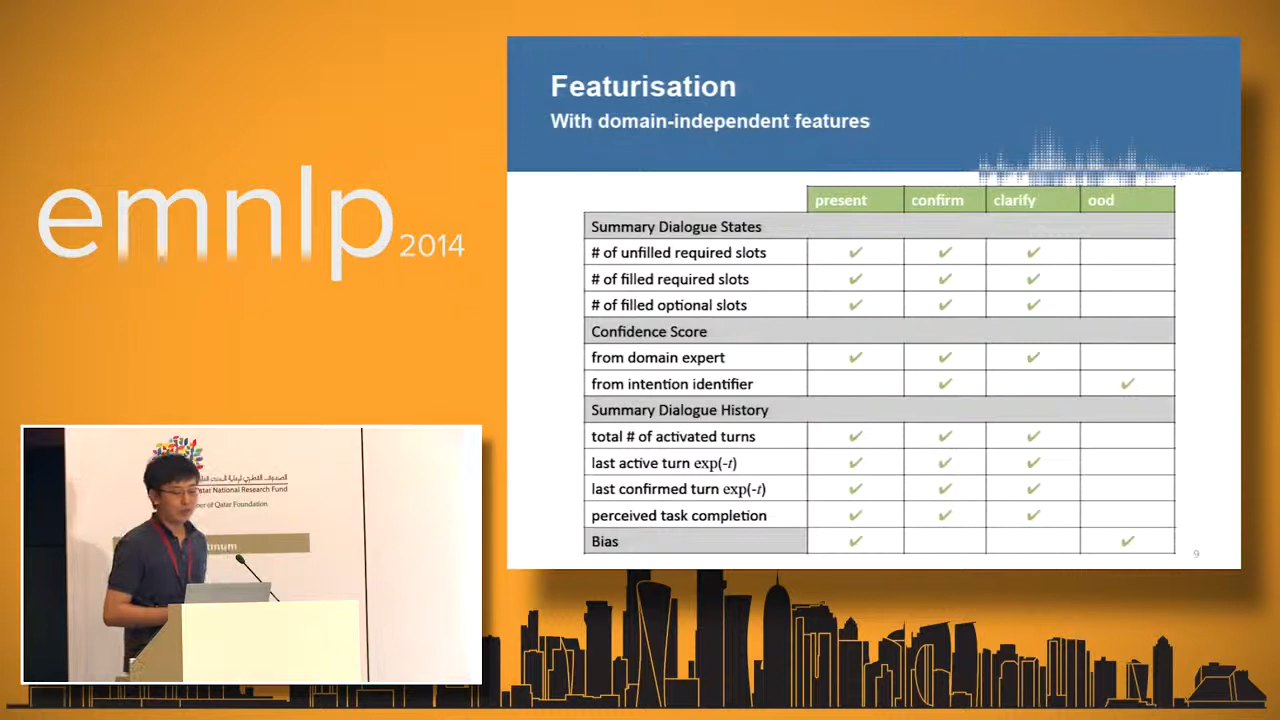 emnlp 2014
Featurisation
With domain-independent features
present confirm clarify ood
Summary Dialogue States
# of unfilled required slots ✔ ✔ ✔
# of filled required slots ✔ ✔ ✔
# of filled optional slots ✔ ✔ ✔
Confidence Score
from domain expert ✔ ✔ ✔
from intention identifier ✔ ✔
Summary Dialogue History
total # of activated turns ✔ ✔ ✔
last active turn exp(-t) ✔ ✔ ✔
last confirmed turn exp(-t) ✔ ✔ ✔
perceived task completion ✔ ✔ ✔
Bias ✔ ✔
9
National Research Fund
of Qatar Foundation